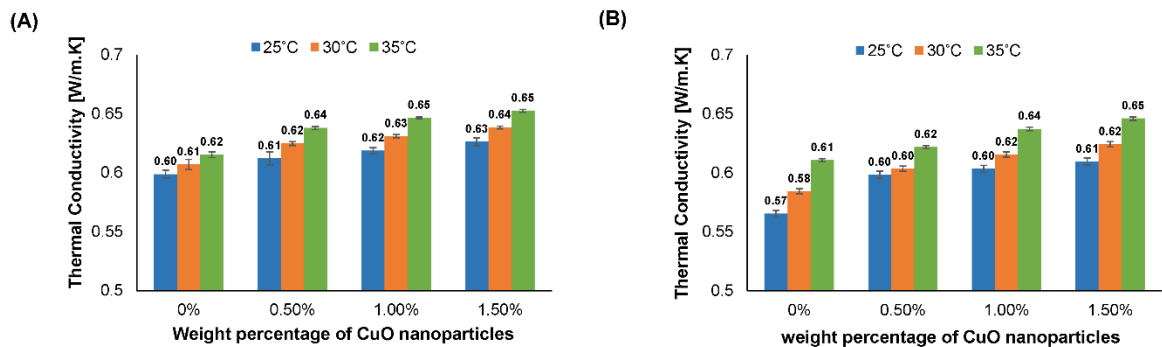 (A)
25°C 30°C 35°C
Thermal Conductivity [W/m.K]
0.7
0.65
0.6
0.55
0.5
0.60 0.61 0.62
0.61 0.62 0.64
0.62 0.63 0.65
0.63 0.64 0.65
0% 0.50% 1.00% 1.50%
Weight percentage of CuO nanoparticles
(B)
25°C 30°C 35°C
Thermal Conductivity [W/m.K]
0.7
0.65
0.6
0.55
0.5
0.57 0.58 0.61
0.60 0.60 0.62
0.60 0.62 0.64
0.61 0.62 0.65
0% 0.50% 1.00% 1.50%
weight percentage of CuO nanoparticles